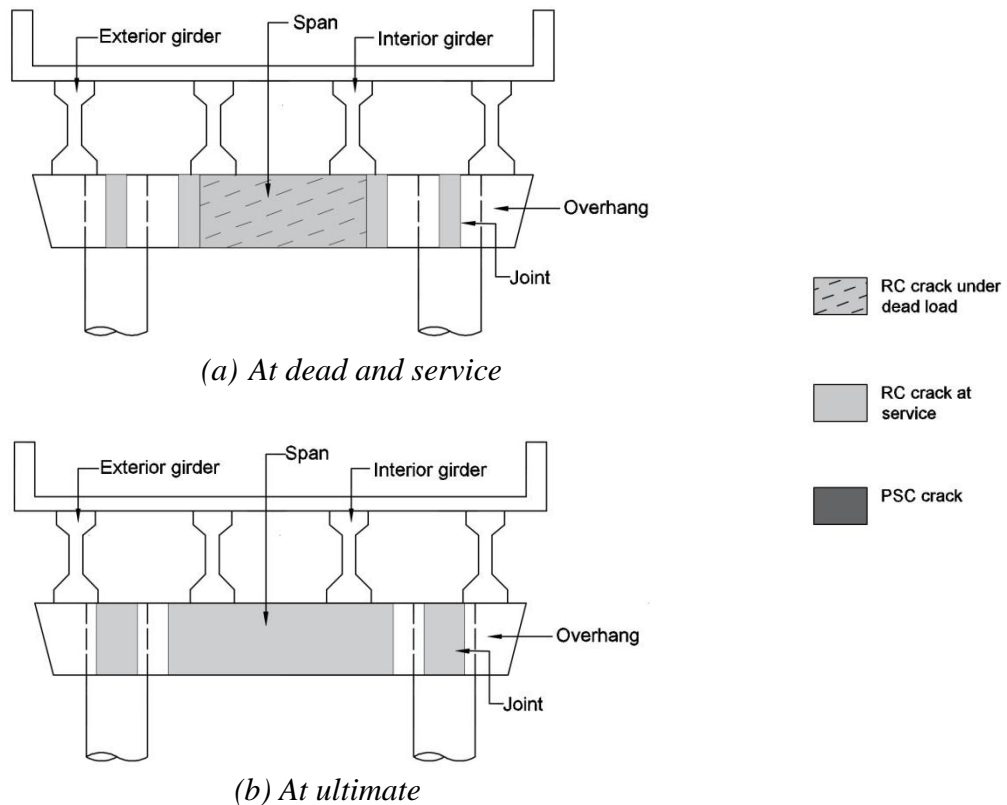 Span
Exterior girder
Interior girder
Overhang
Joint
(a) At dead and service
RC crack under
dead load
RC crack at
service
PSC crack
Span
Exterior girder
Interior girder
Overhang
Joint
(b) At ultimate